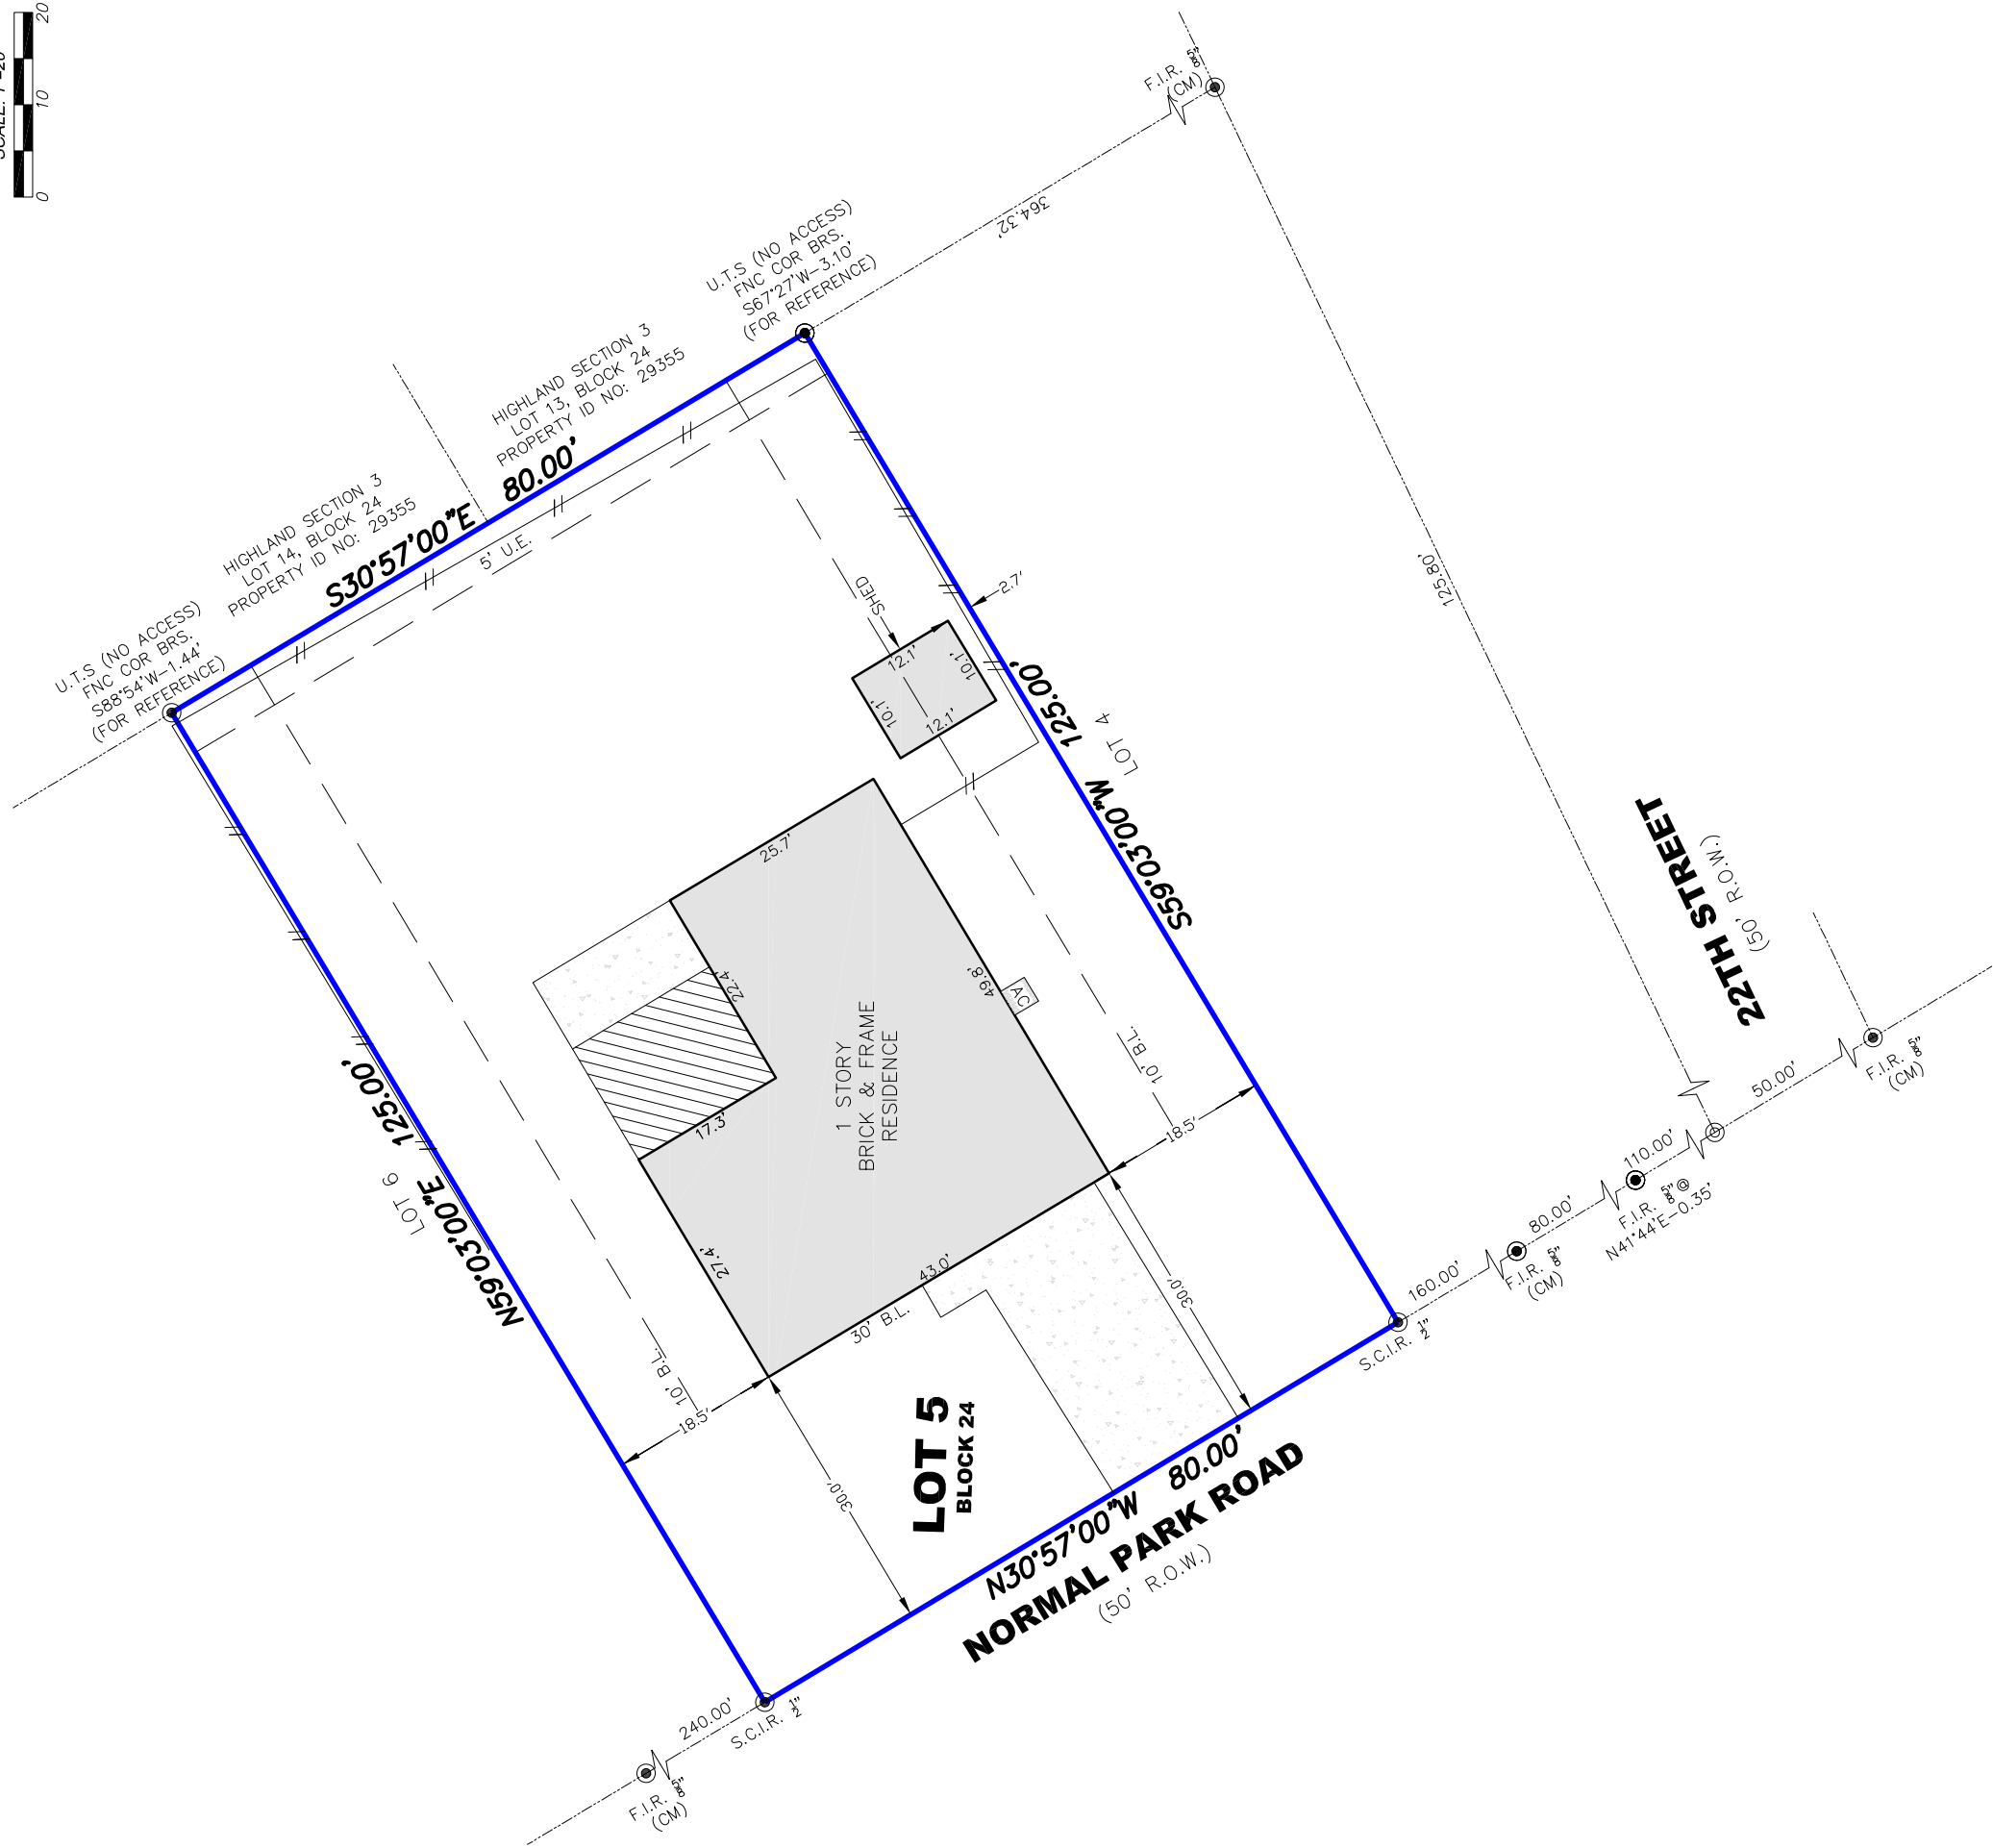 SCALE: 1"=20'
0
10
20
F.I.R. 5/8"
(CM)
364.32'
U.T.S (NO ACCESS)
FNC COR BRS.
S67°27'W-3.10'
(FOR REFERENCE)
HIGHLAND SECTION 3
LOT 13, BLOCK 24
PROPERTY ID NO: 29355
HIGHLAND SECTION 3
LOT 14, BLOCK 24
PROPERTY ID NO: 29355
S30°57'00"E 80.00'
5' U.E.
U.T.S (NO ACCESS)
FNC COR BRS.
S88°54'W-1.44'
(FOR REFERENCE)
SHED
2.7'
12.1'
10.1'
10.1'
12.1'
125.80'
S59°03'00"W 125.00'
LOT 4
25.7'
22.4'
49.8'
AC
17.3'
1 STORY
BRICK & FRAME
RESIDENCE
10' B.L.
18.5'
22TH STREET
(50' R.O.W.)
N59°03'00"E 125.00'
LOT 6
27.4'
43.0'
30' B.L.
30.0'
10' B.L.
18.5'
30.0'
LOT 5
BLOCK 24
N30°57'00"W 80.00'
NORMAL PARK ROAD
(50' R.O.W.)
50.00'
F.I.R. 5/8"
(CM)
110.00'
F.I.R. 5/8" @
N41°44'E-0.35'
80.00'
F.I.R. 5/8"
(CM)
160.00'
S.C.I.R. 1/2"
240.00'
S.C.I.R. 1/2"
F.I.R. 5/8"
(CM)